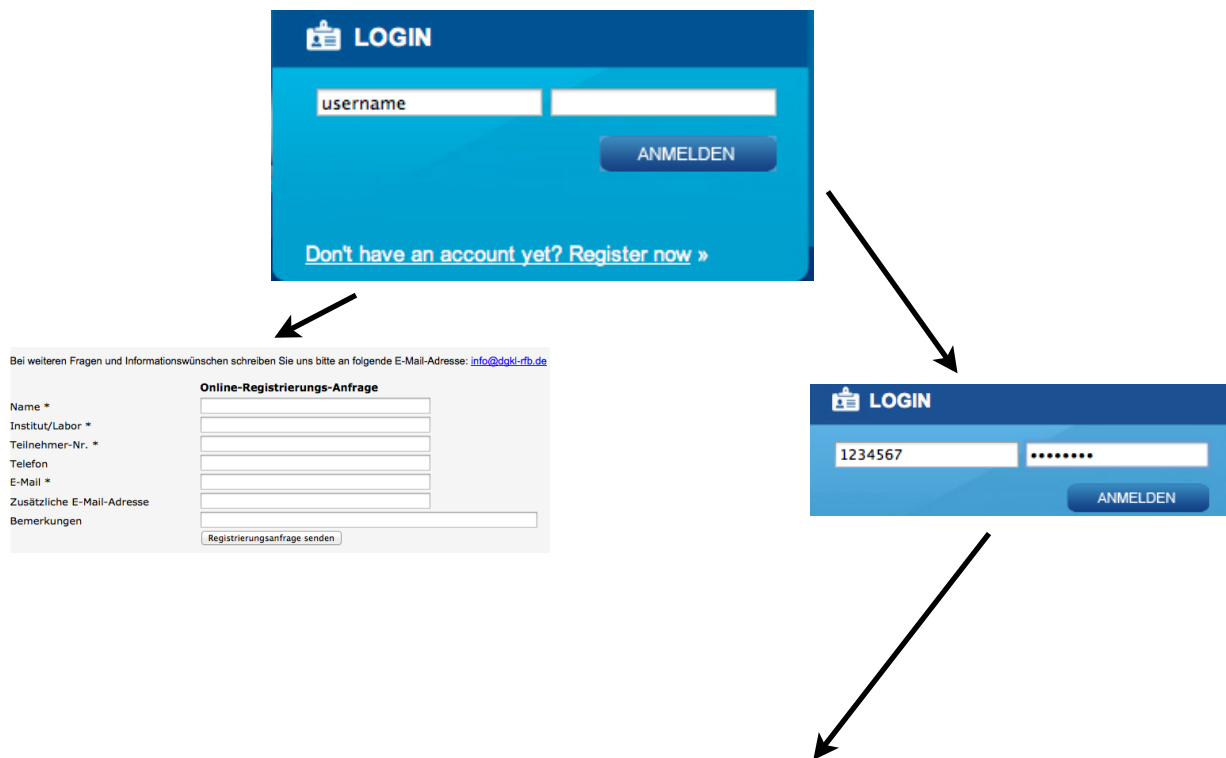 LOGIN
username
ANMELDEN
Don't have an account yet? Register now »
Bei weiteren Fragen und Informationswünschen schreiben Sie uns bitte an folgende E-Mail-Adresse: info@dgkl-rfb.de
Online-Registrierungs-Anfrage
Name *
Institut/Labor *
Teilnehmer-Nr. *
Telefon
E-Mail *
Zusätzliche E-Mail-Adresse
Bemerkungen
Registrierungsanfrage senden
LOGIN
1234567 ••••••••
ANMELDEN